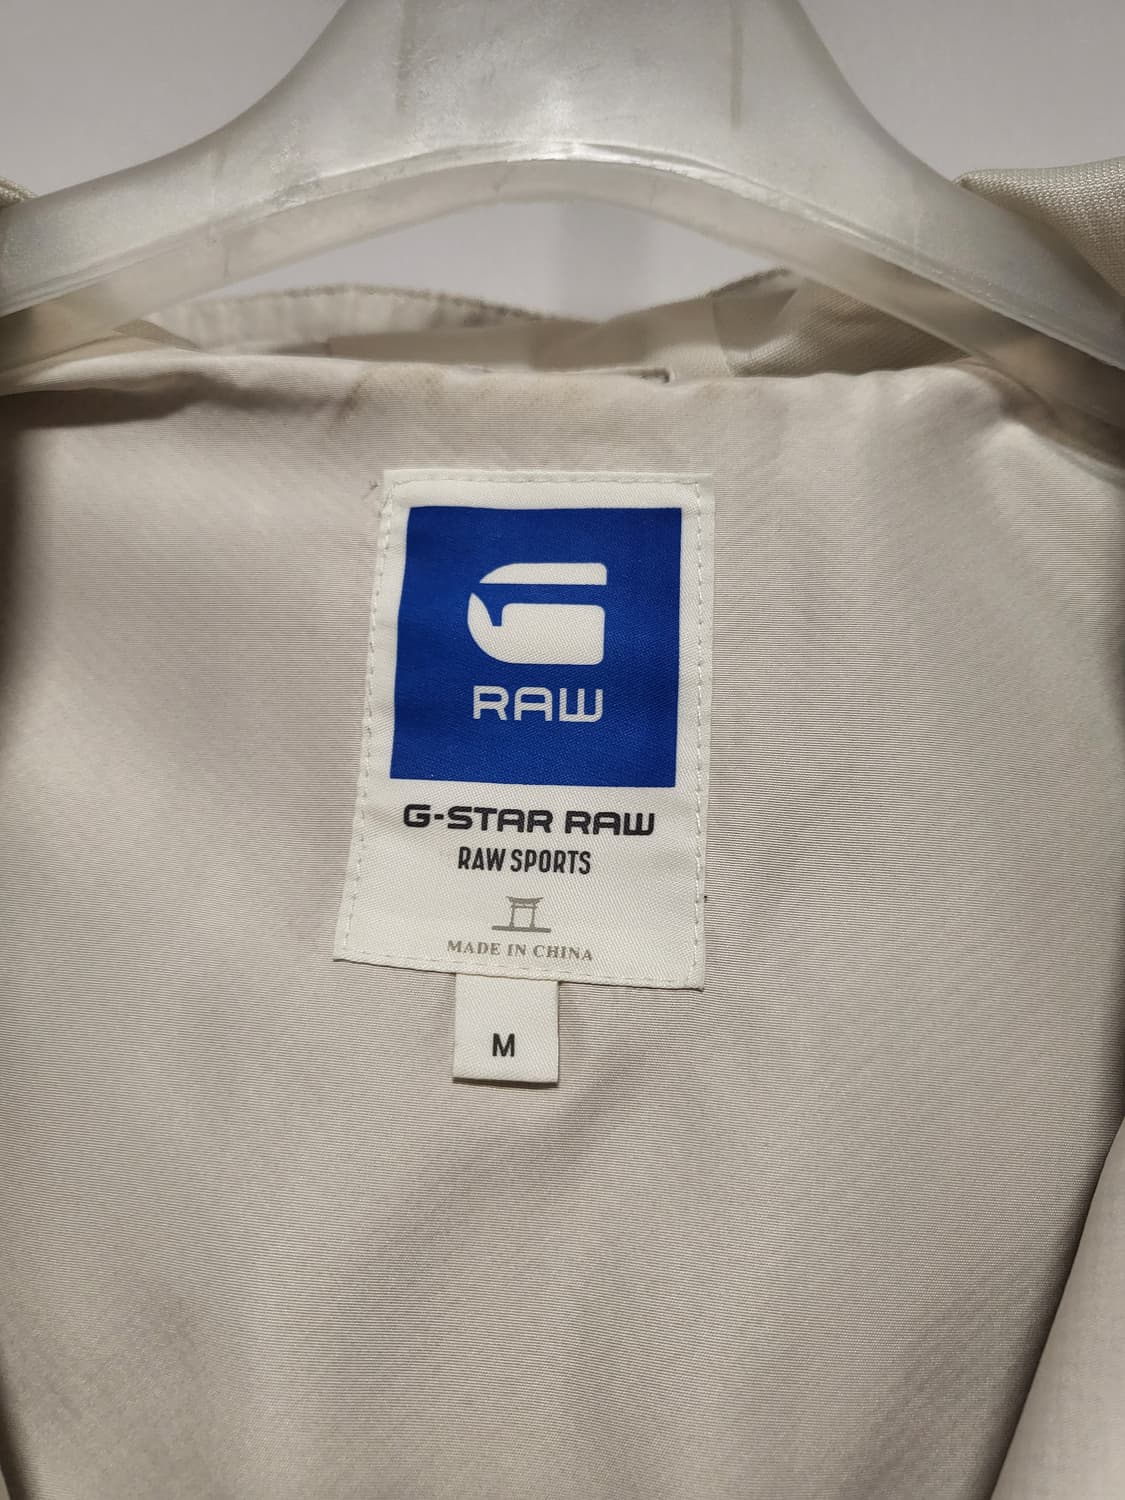 G
RAW
G-STAR RAW
RAW SPORTS
MADE IN CHINA
M